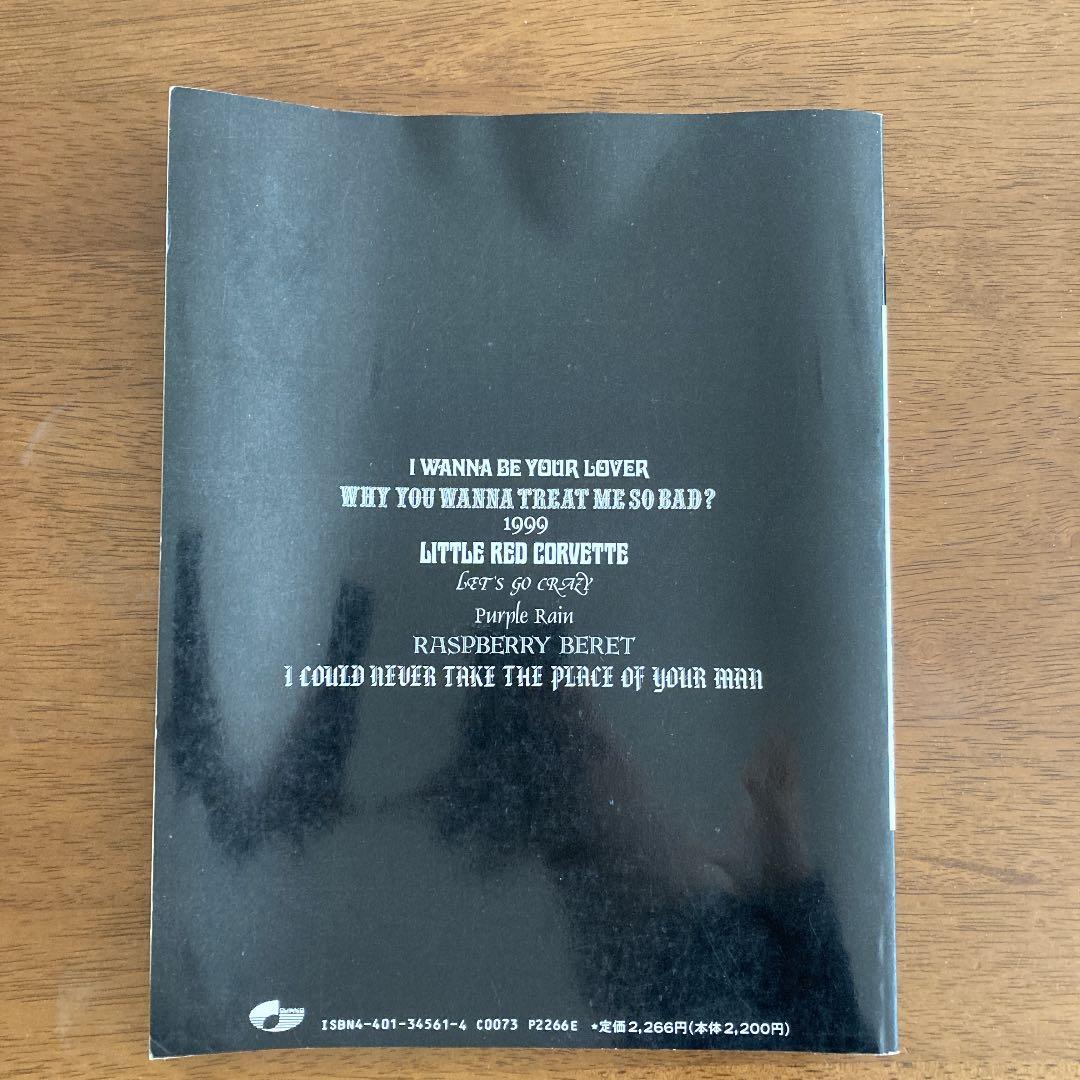 I WANNA BE YOUR LOVER
WHY YOU WANNA TREAT ME SO BAD?
1999
LITTLE RED CORVETTE
LET'S GO CRAZY
Purple Rain
RASPBERRY BERET
I COULD NEVER TAKE THE PLACE OF YOUR MAN
ISBN4-401-34561-4 C0073 P2266E *定価2,266円(本体2,200円)